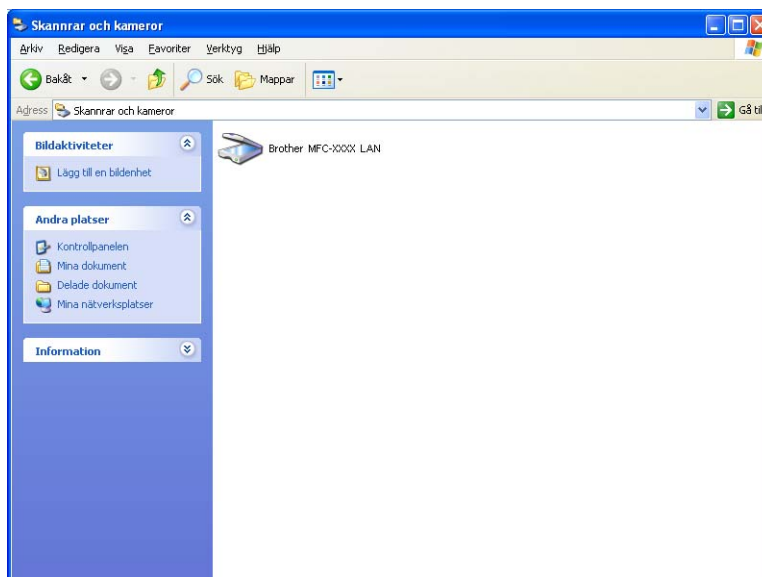 Skannrar och kameror
Arkiv Redigera Visa Favoriter Verktyg Hjälp
Bakåt Sök Mappar
Adress Skannrar och kameror Gå til
Bildaktiviteter
Lägg till en bildenhet
Brother MFC-XXXX LAN
Andra platser
Kontrollpanelen
Mina dokument
Delade dokument
Mina nätverksplatser
Information